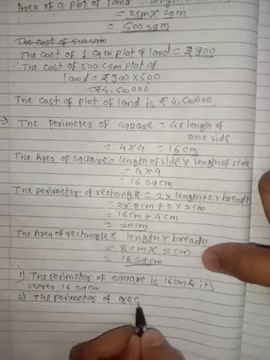 Area of a plot of land = length
= 25m X 20m
= 500 sqm
The cost of 500 sqm
The cost of 1 sqm plot of land = ₹900
∴ The cost of 500 sqm plot of
land = ₹900 X 500
= ₹4,50,000
The cost of plot of land is ₹4,50,000.
→ The perimeter of square = 4 x length of
one side
= 4 X 4 = 16 cm
The Area of square = length of side x length of side
= 4 X 4
= 16 sq cm
The perimeter of rectangle = 2 x length + 2 x breadth
= 2 X 8 cm + 2 X 2 cm
= 16 cm + 4 cm
= 20 cm
The Area of rectangle = length x breadth
= 8 cm X 2 cm
= 16 sq cm
1) The perimeter of square is 16 cm & its
area 16 sq cm.
2) The perimeter of rec